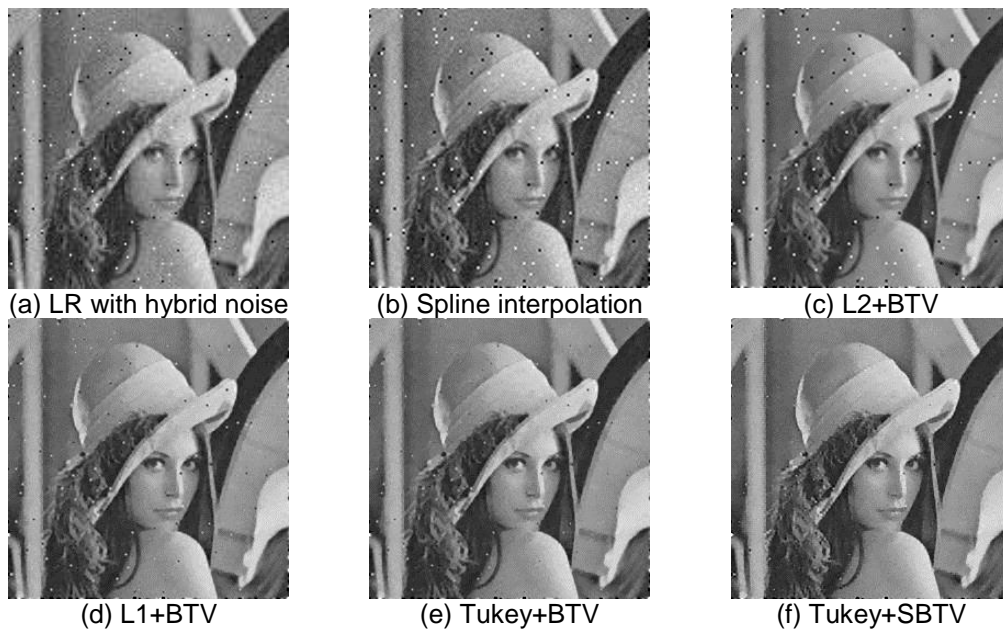 (a) LR with hybrid noise
(b) Spline interpolation
(c) L2+BTV
(d) L1+BTV
(e) Tukey+BTV
(f) Tukey+SBTV